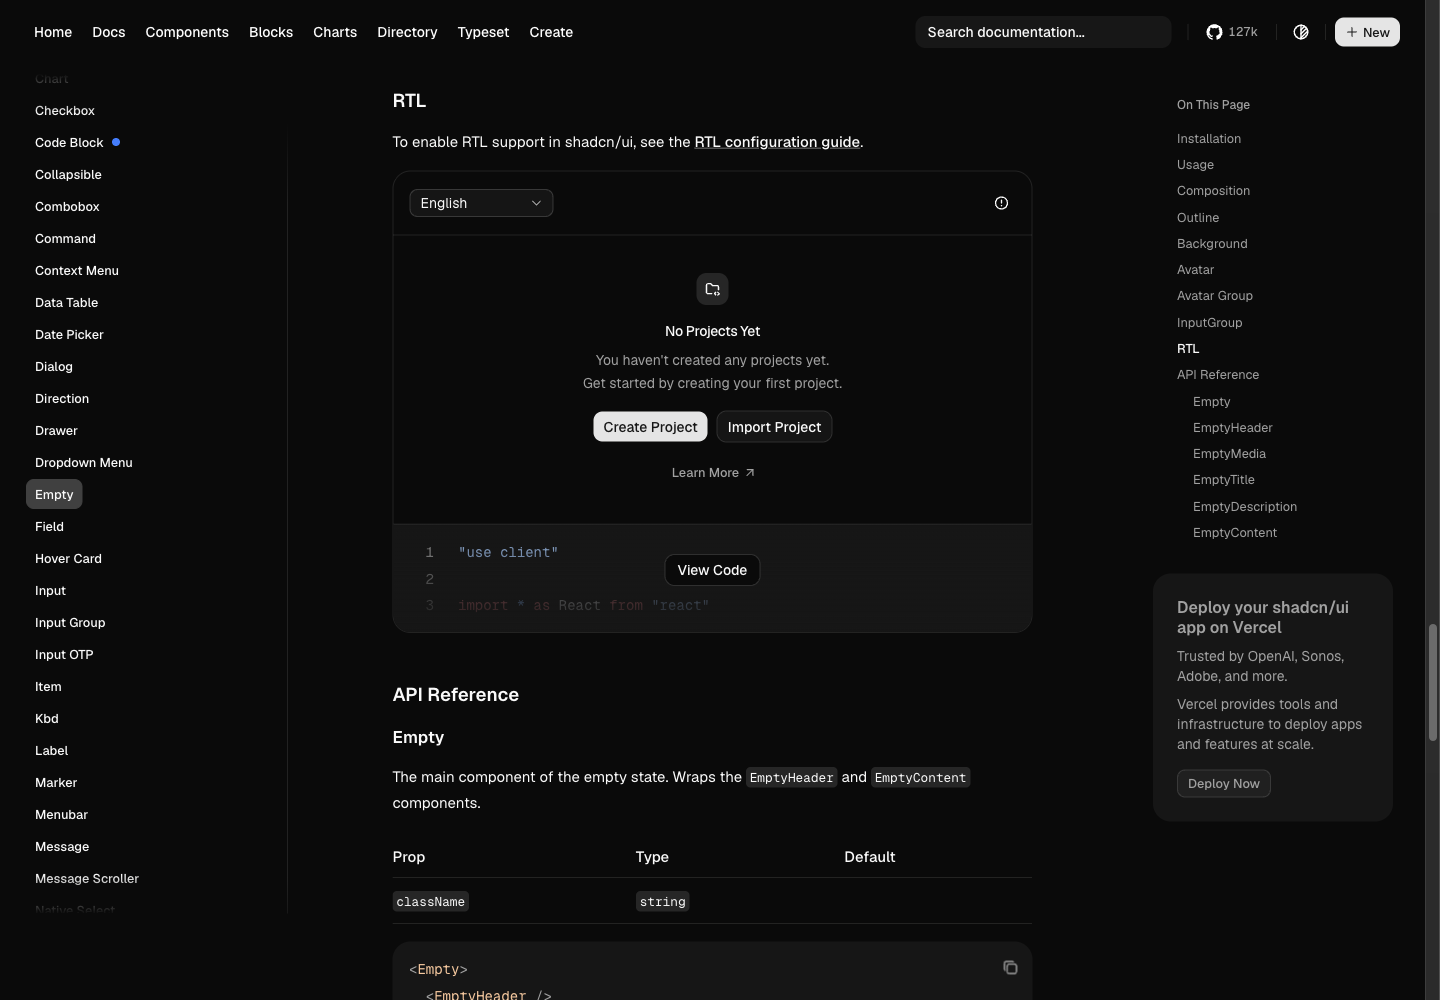 Home Docs Components Blocks Charts Directory Typeset Create
Search documentation...
127k
New
Chart
Checkbox
Code Block
Collapsible
Combobox
Command
Context Menu
Data Table
Date Picker
Dialog
Direction
Drawer
Dropdown Menu
Empty
Field
Hover Card
Input
Input Group
Input OTP
Item
Kbd
Label
Marker
Menubar
Message
Message Scroller
Native Select
RTL
To enable RTL support in shadcn/ui, see the RTL configuration guide.
English
No Projects Yet
You haven't created any projects yet.
Get started by creating your first project.
Create Project Import Project
Learn More
1 "use client"
2
3 import * as React from "react"
View Code
API Reference
Empty
The main component of the empty state. Wraps the EmptyHeader and EmptyContent
components.
Prop Type Default
className string
<Empty>
<EmptyHeader />
On This Page
Installation
Usage
Composition
Outline
Background
Avatar
Avatar Group
InputGroup
RTL
API Reference
Empty
EmptyHeader
EmptyMedia
EmptyTitle
EmptyDescription
EmptyContent
Deploy your shadcn/ui
app on Vercel
Trusted by OpenAI, Sonos,
Adobe, and more.
Vercel provides tools and
infrastructure to deploy apps
and features at scale.
Deploy Now